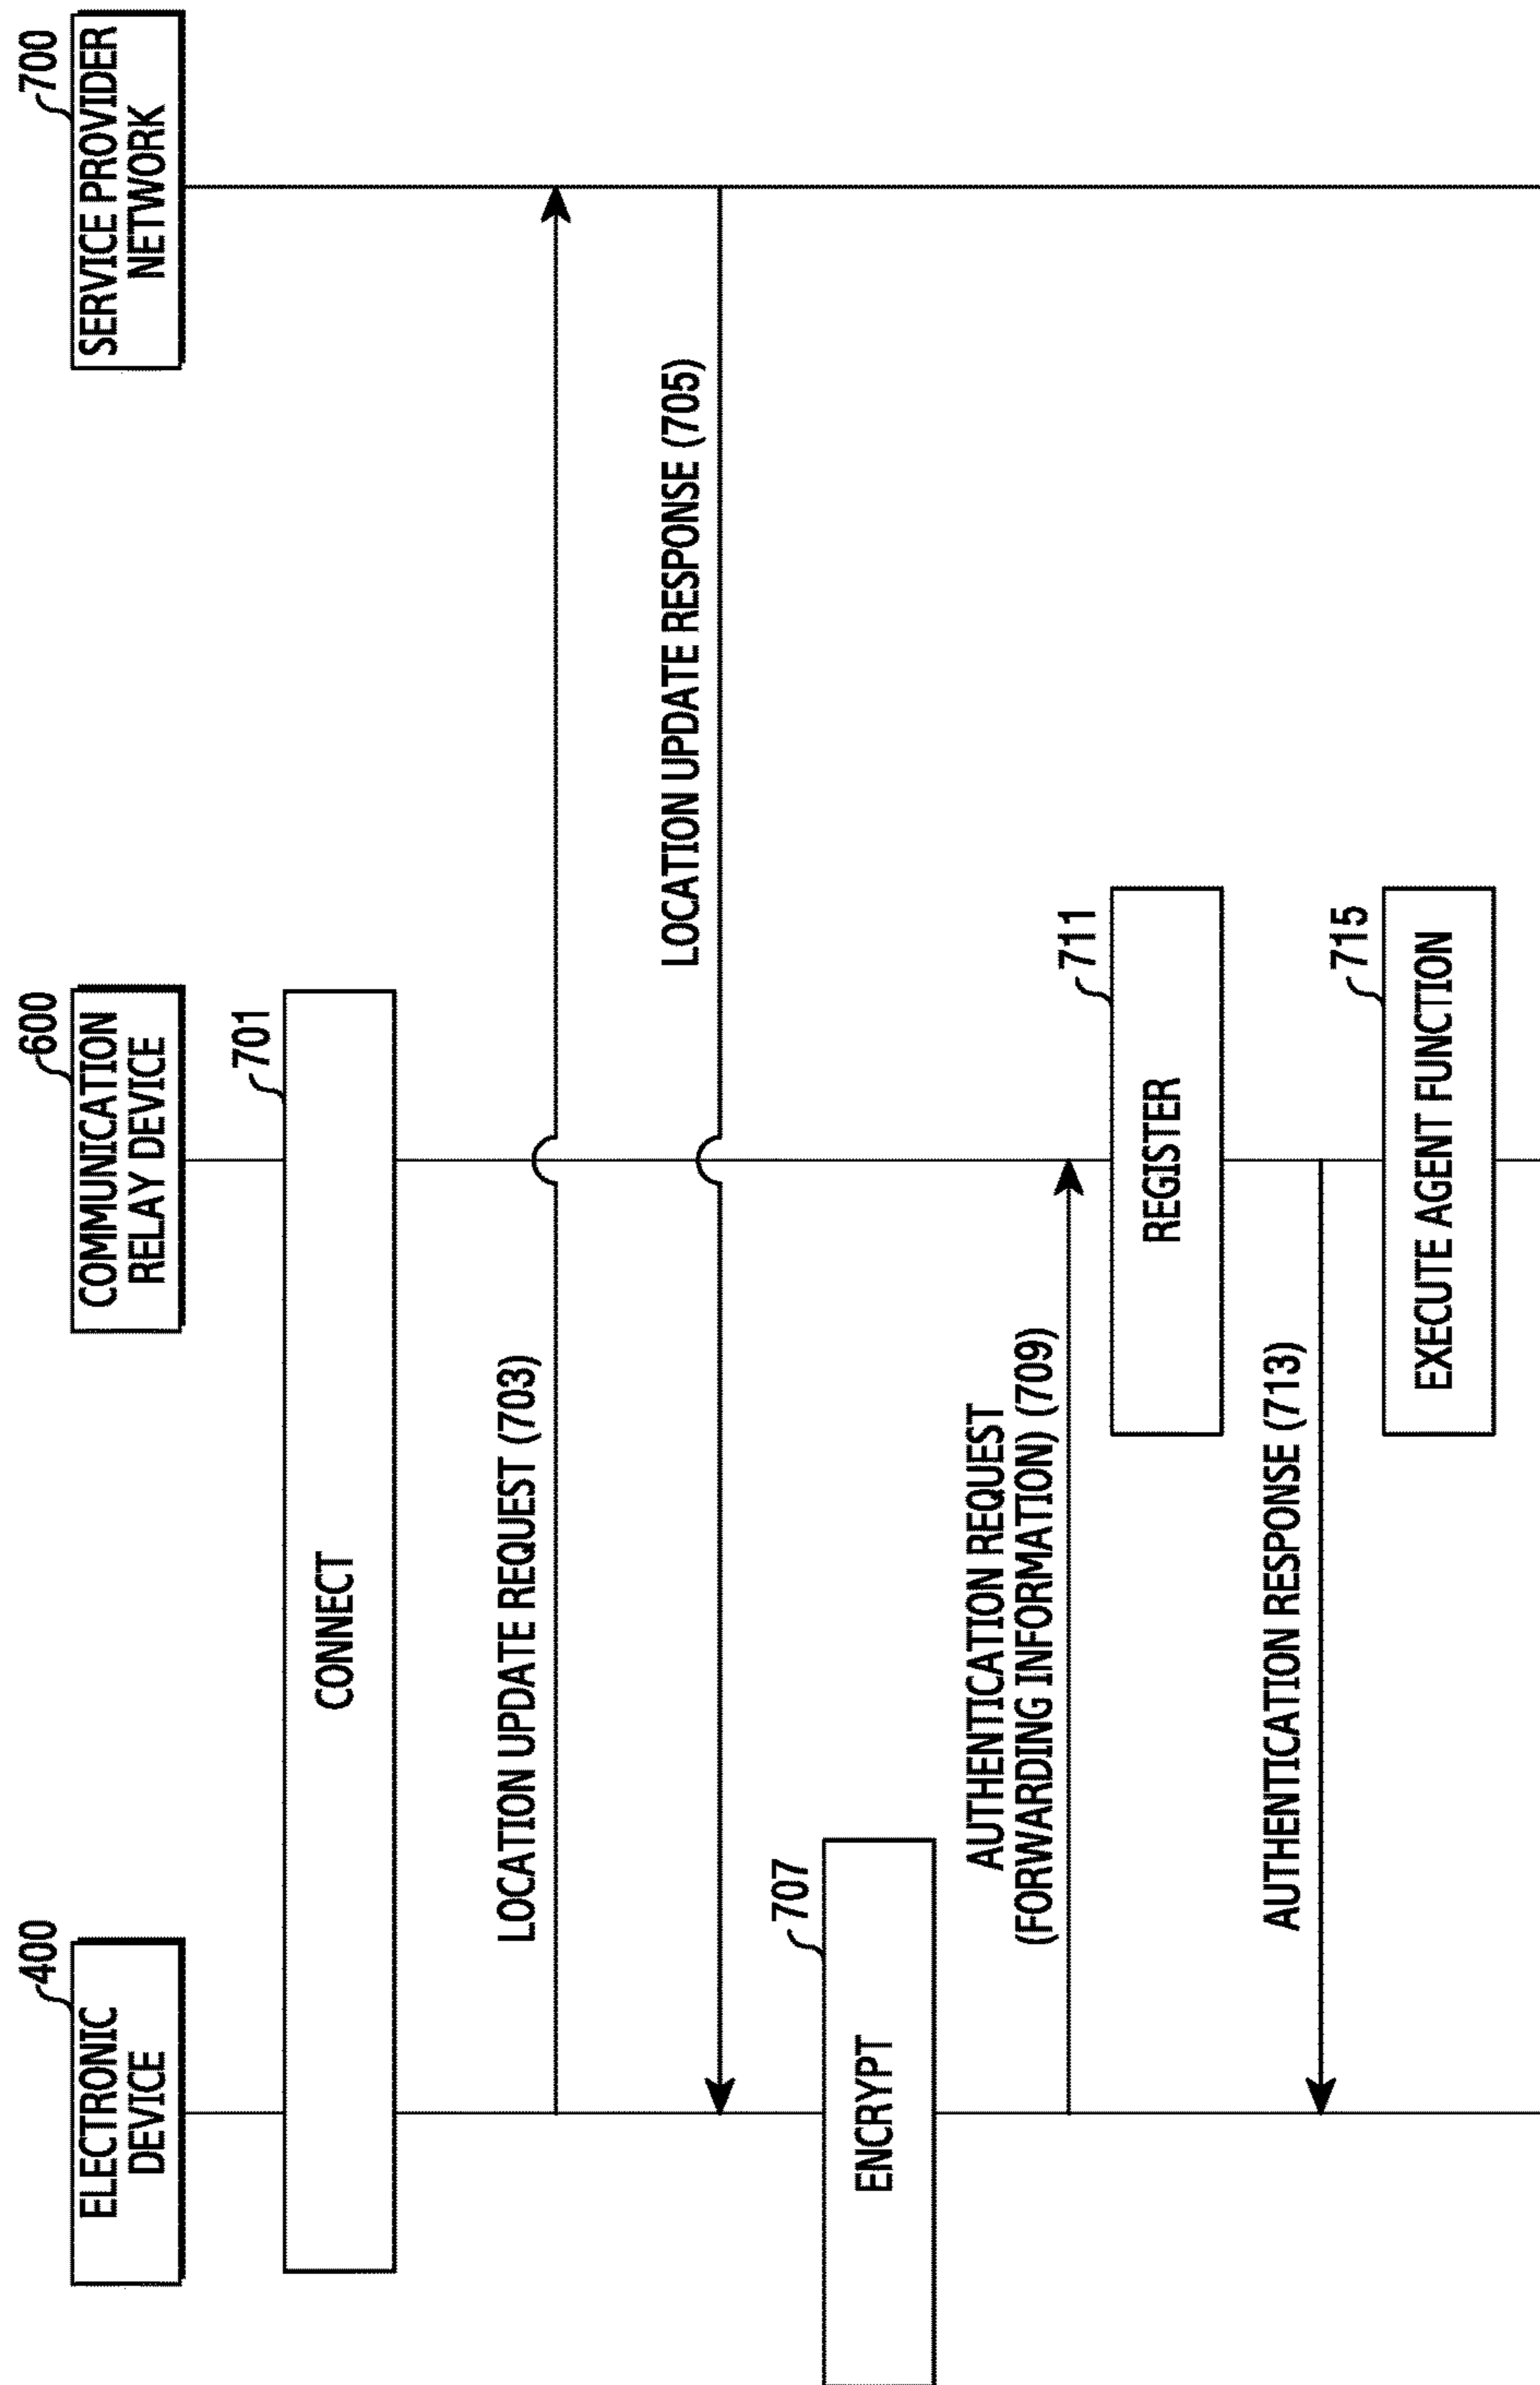 400
ELECTRONIC
DEVICE
600
COMMUNICATION
RELAY DEVICE
700
SERVICE PROVIDER
NETWORK
701
CONNECT
LOCATION UPDATE REQUEST (703)
LOCATION UPDATE RESPONSE (705)
707
ENCRYPT
AUTHENTICATION REQUEST
(FORWARDING INFORMATION) (709)
711
REGISTER
AUTHENTICATION RESPONSE (713)
715
EXECUTE AGENT FUNCTION